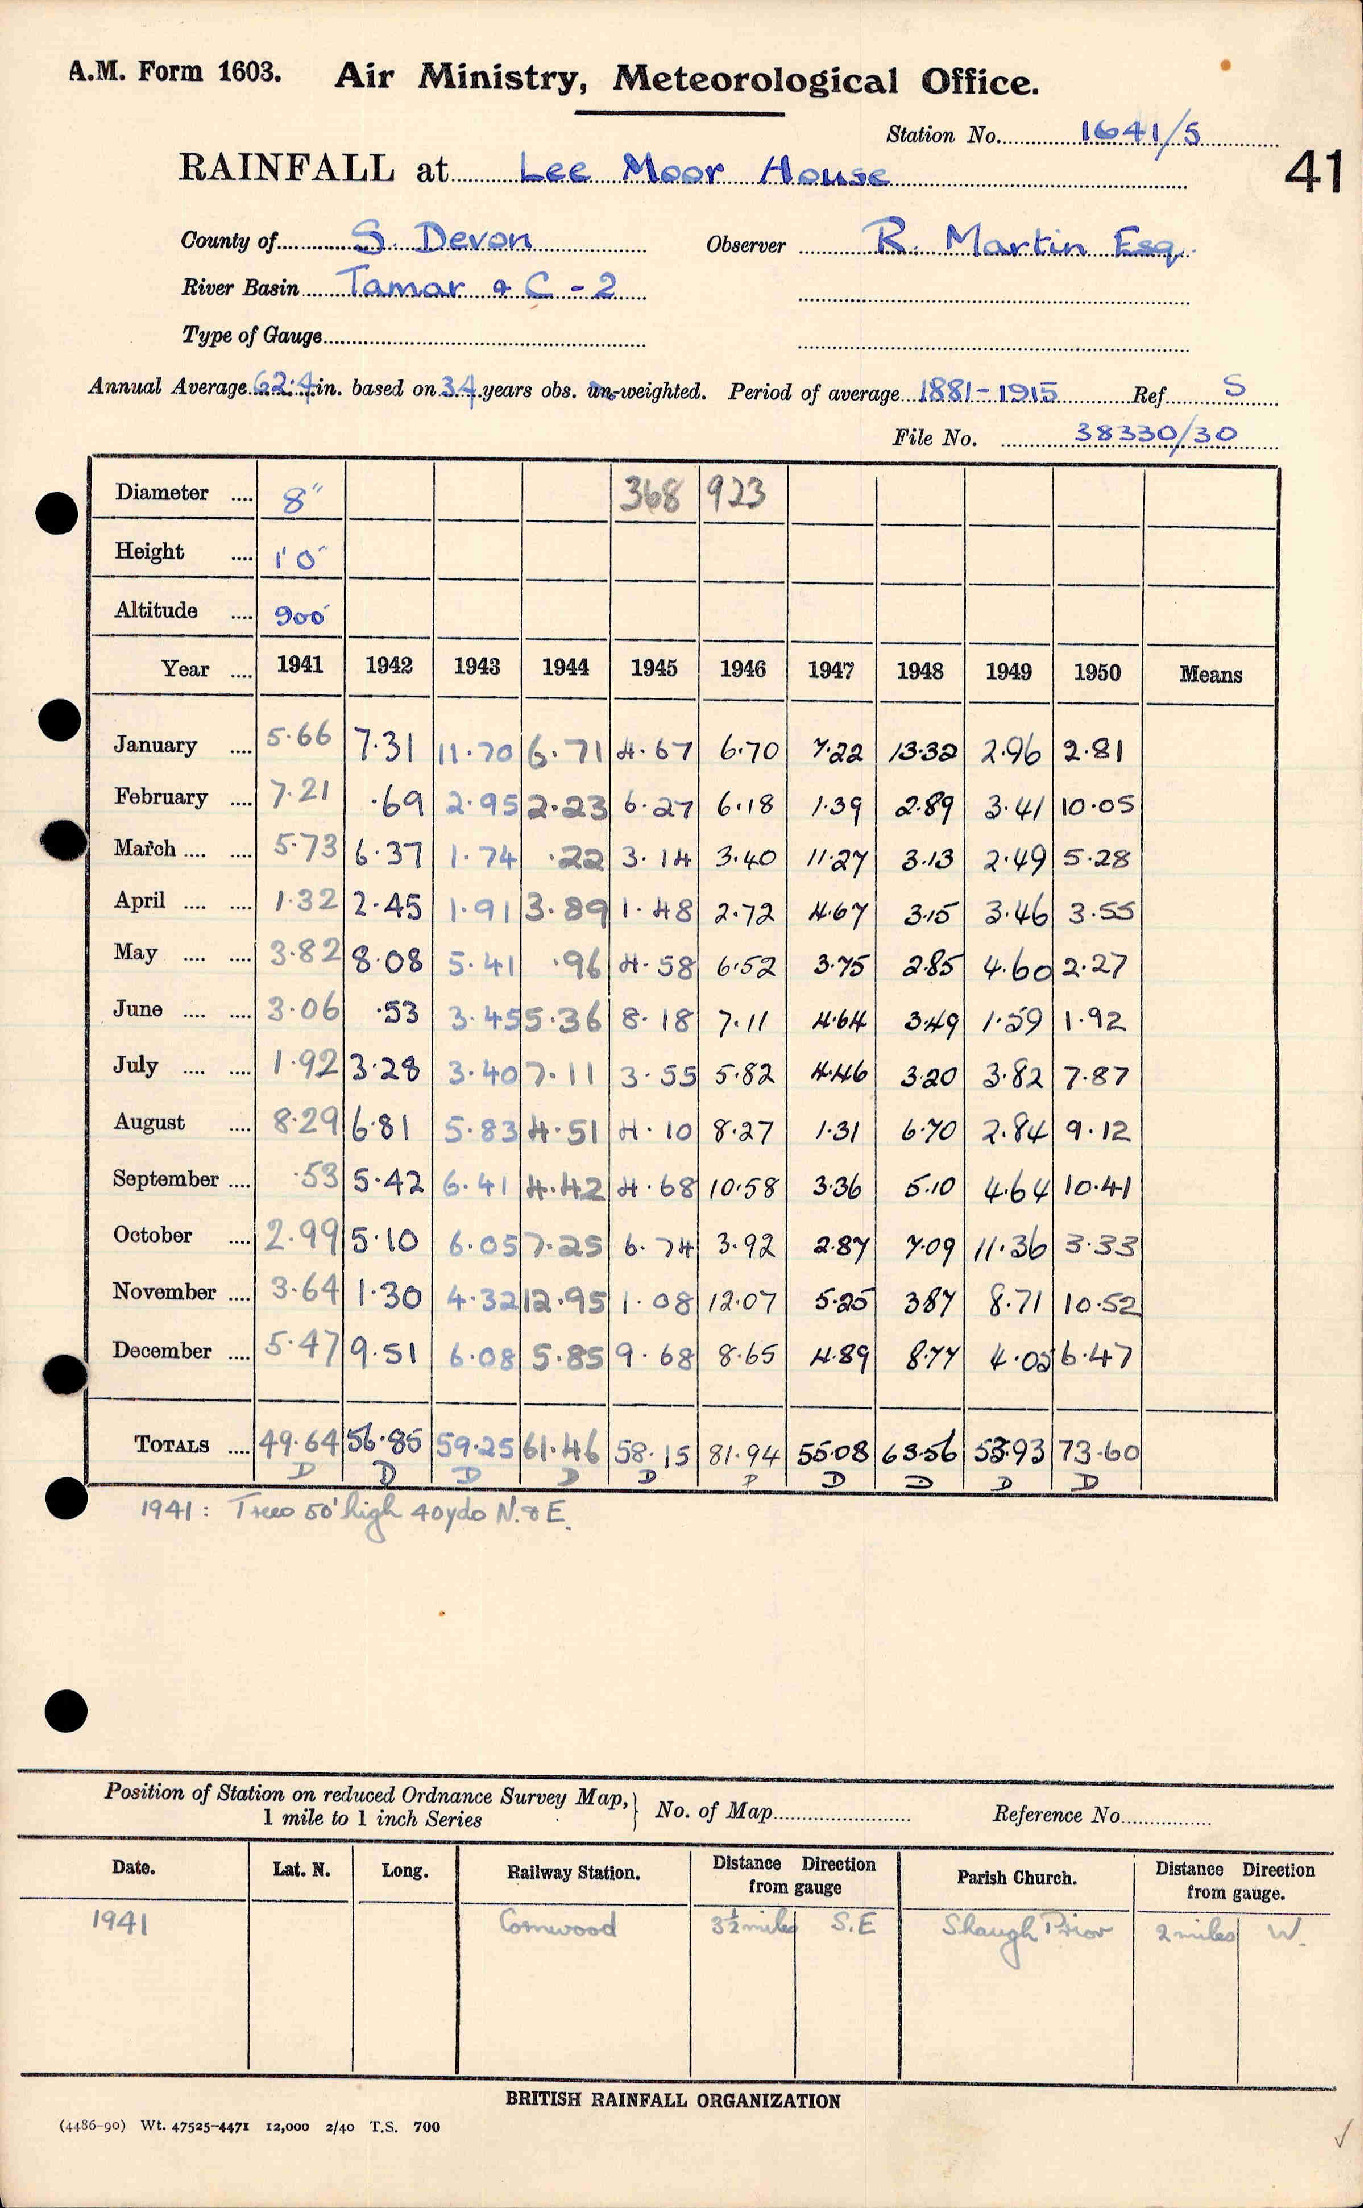 A.M. Form 1603. Air Ministry, Meteorological Office.
Station No. 1641/5
41
RAINFALL at Lee Moor House
County of S. Devon Observer R. Martin Esq.
River Basin Tamar & C - 2
Type of Gauge
Annual Average 62.4 in. based on 34 years obs. un-weighted. Period of average 1881-1915 Ref S
File No. 38330/30
Diameter .... 8" 368 923
Height .... 1'0"
Altitude .... 900'
Year .... 1941 1942 1943 1944 1945 1946 1947 1948 1949 1950 Means
January .... 5.66 7.31 11.70 6.71 4.67 6.70 7.22 13.32 2.96 2.81
February .... 7.21 .69 2.95 2.23 6.27 6.18 1.39 2.89 3.41 10.05
March .... .... 5.73 6.37 1.74 .22 3.14 3.40 11.27 3.13 2.49 5.28
April .... .... 1.32 2.45 1.91 3.89 1.48 2.72 4.67 3.15 3.46 3.55
May .... .... 3.82 8.08 5.41 .96 4.58 6.52 3.75 2.85 4.60 2.27
June .... .... 3.06 .53 3.45 5.36 8.18 7.11 4.64 3.49 1.59 1.92
July .... .... 1.92 3.28 3.40 7.11 3.55 5.82 4.46 3.20 3.82 7.87
August .... 8.29 6.81 5.83 4.51 4.10 8.27 1.31 6.70 2.84 9.12
September .... .53 5.42 6.41 4.42 4.68 10.58 3.36 5.10 4.64 10.41
October .... 2.99 5.10 6.05 7.25 6.74 3.92 2.87 7.09 11.36 3.33
November .... 3.64 1.30 4.32 12.95 1.08 12.07 5.25 3.87 8.71 10.52
December .... 5.47 9.51 6.08 5.85 9.68 8.65 4.89 8.77 4.05 6.47
TOTALS .... 49.64 56.85 59.25 61.46 58.15 81.94 55.08 63.56 53.93 73.60
D D D D D P D D D D
1941: Trees 50' high 40yds N. & E.
Position of Station on reduced Ordnance Survey Map, 1 mile to 1 inch Series } No. of Map Reference No.
Date. Lat. N. Long. Railway Station. Distance Direction from gauge Parish Church. Distance Direction from gauge.
1941 Cornwood 3½ miles S.E Shaugh Prior 2 miles W.
BRITISH RAINFALL ORGANIZATION
(4486-90) Wt. 47525-4471 12,000 2/40 T.S. 700